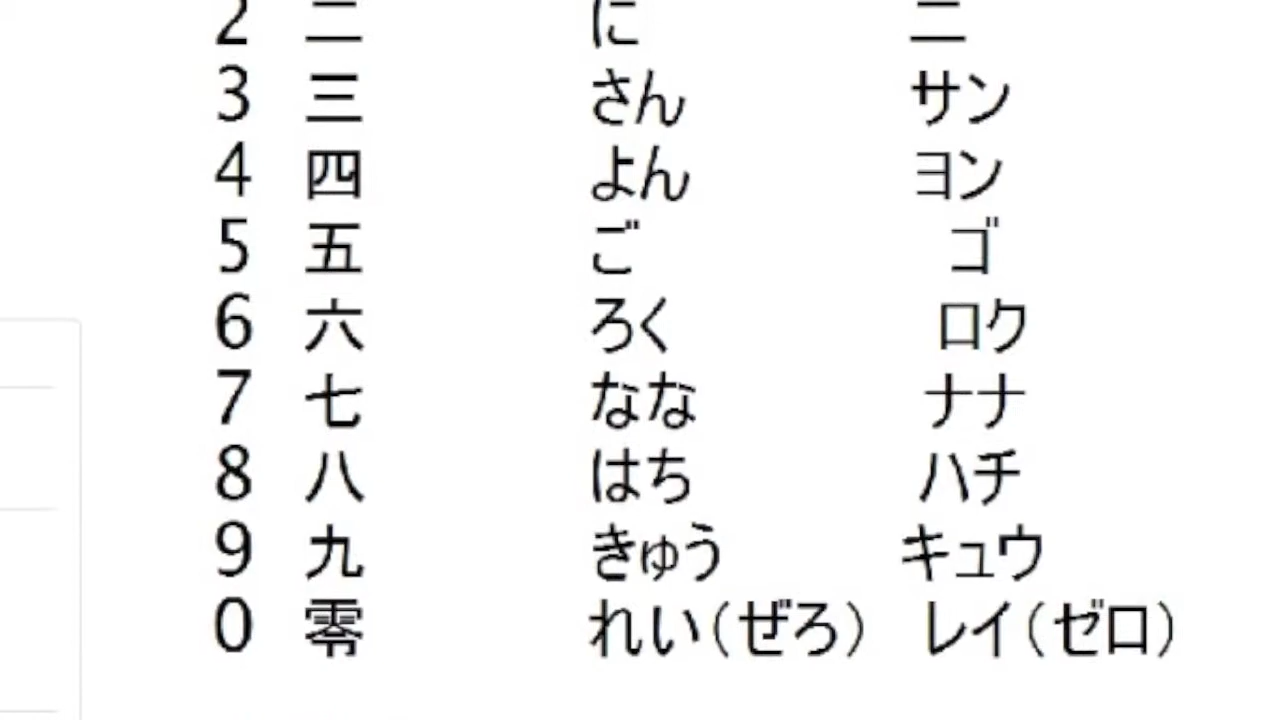 2 二 に ニ
3 三 さん サン
4 四 よん ヨン
5 五 ご ゴ
6 六 ろく ロク
7 七 なな ナナ
8 八 はち ハチ
9 九 きゅう キュウ
0 零 れい（ぜろ） レイ（ゼロ）